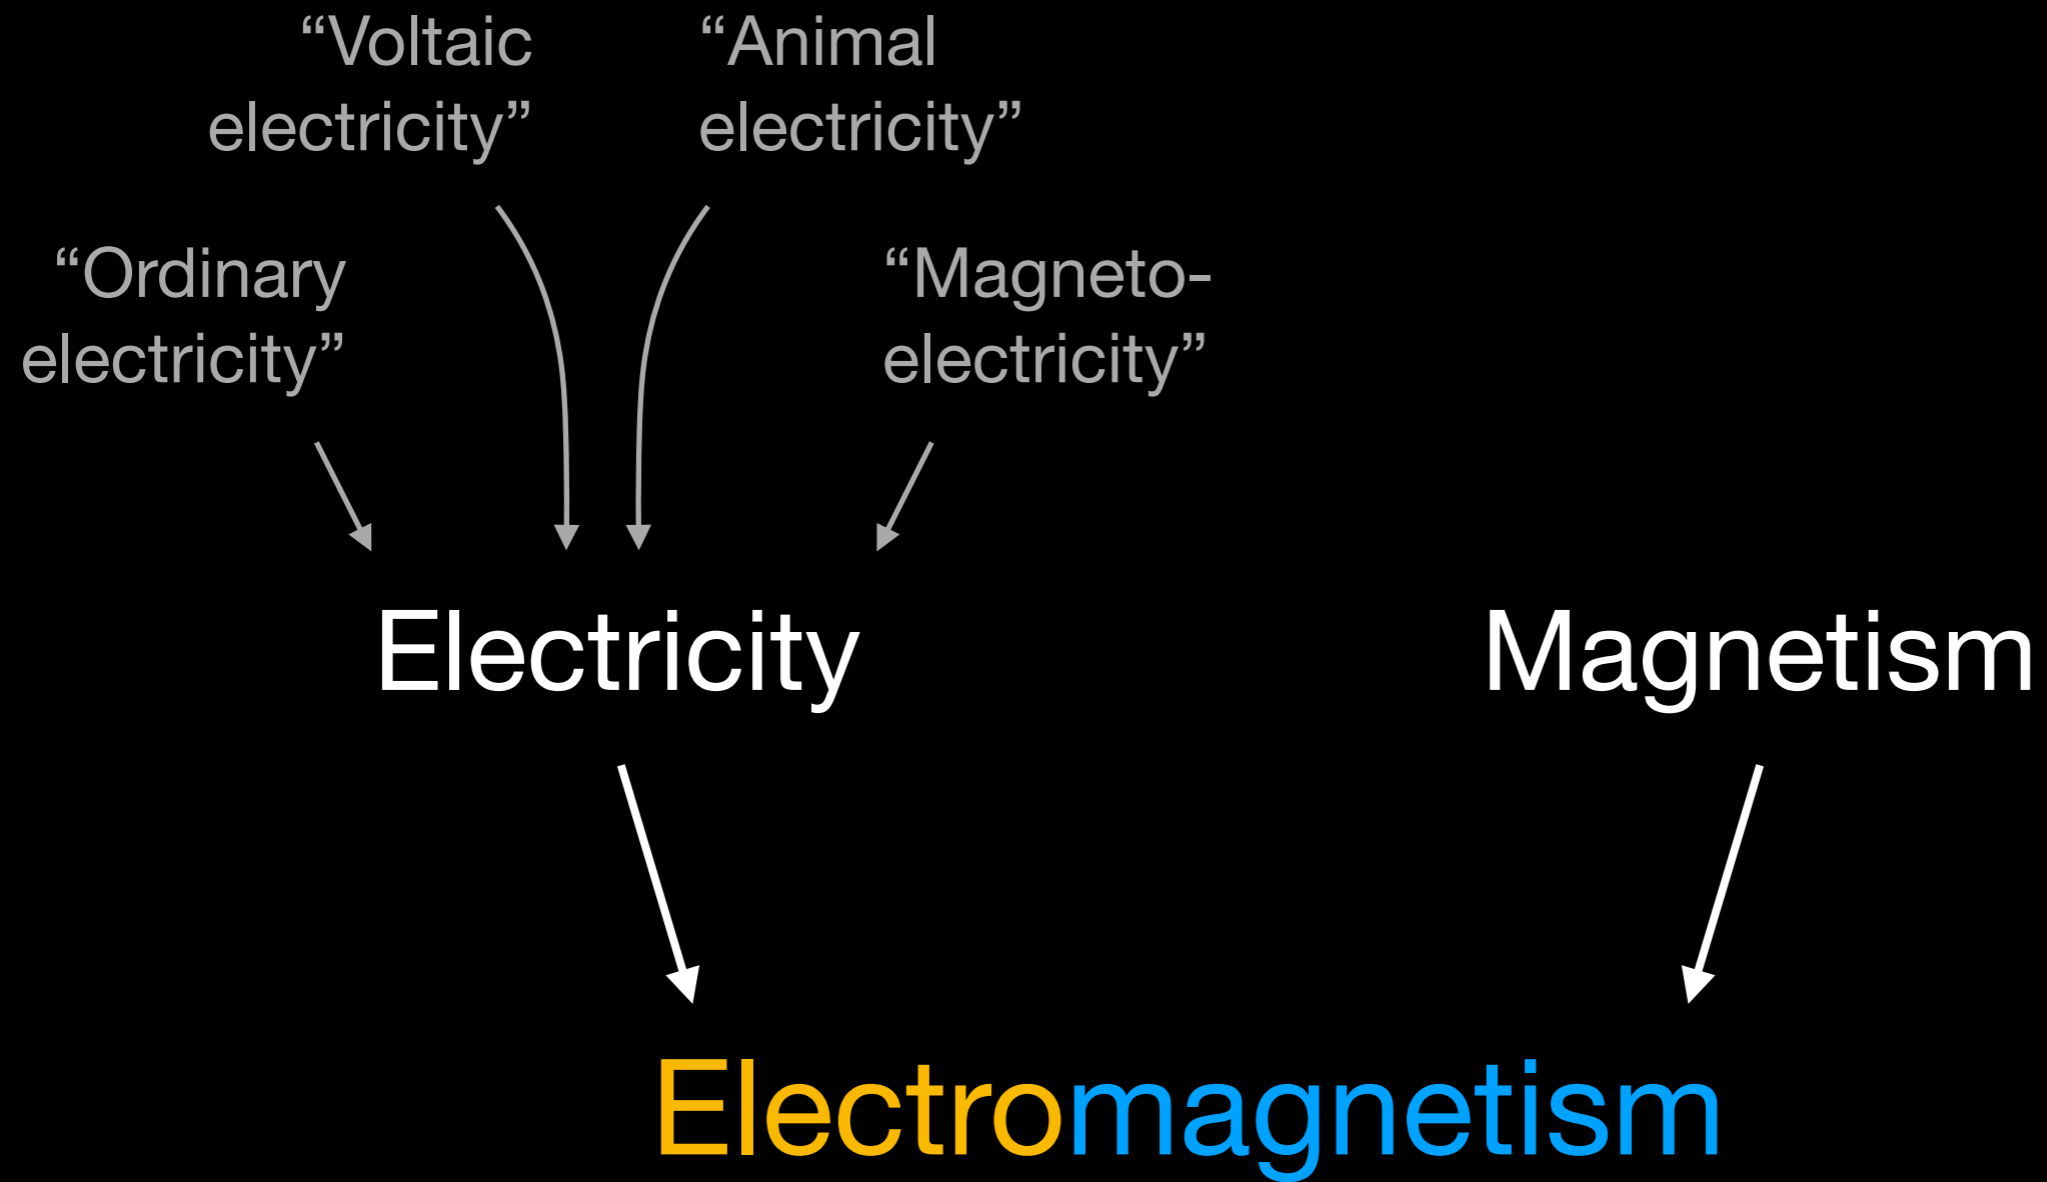 “Voltaic
electricity”
“Animal
electricity”
“Ordinary
electricity”
“Magneto-
electricity”
Electricity
Magnetism
Electromagnetism